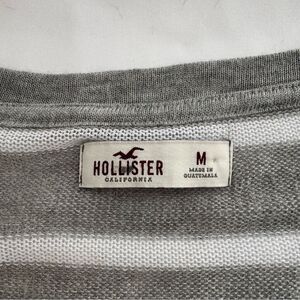 HOLLISTER
CALIFORNIA
M
MADE IN
GUATEMALA